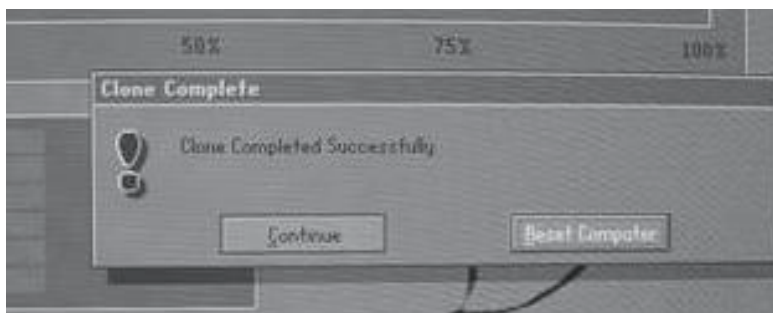 50% 75% 100%
Clone Complete
Clone Completed Successfully
Continue Reset Computer